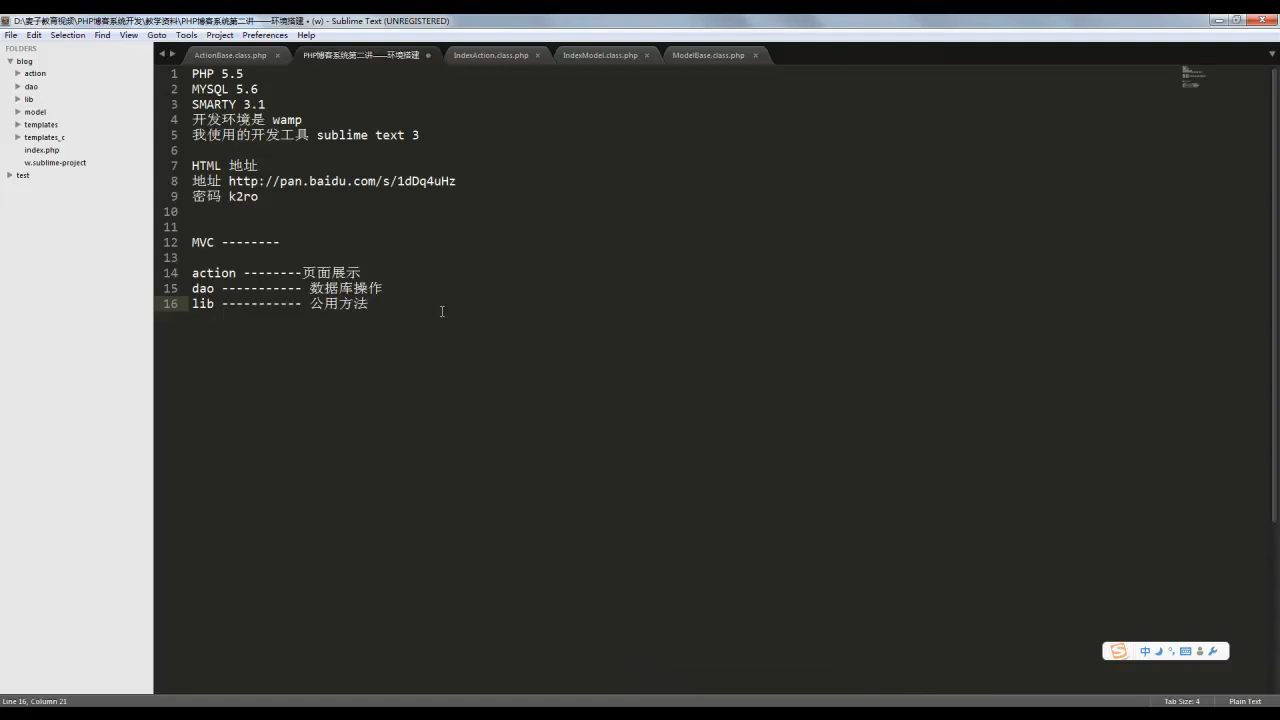 D:\麦子教育视频\PHP博客系统开发\教学资料\PHP博客系统第二讲——环境搭建 • (w) - Sublime Text (UNREGISTERED)
File Edit Selection Find View Goto Tools Project Preferences Help
FOLDERS
blog
action
dao
lib
model
templates
templates_c
index.php
w.sublime-project
test
ActionBase.class.php × PHP博客系统第二讲——环境搭建 • IndexAction.class.php × IndexModel.class.php × ModelBase.class.php ×
1 PHP 5.5
2 MYSQL 5.6
3 SMARTY 3.1
4 开发环境是 wamp
5 我使用的开发工具 sublime text 3
6
7 HTML 地址
8 地址 http://pan.baidu.com/s/1dDq4uHz
9 密码 k2ro
10
11
12 MVC --------
13
14 action --------页面展示
15 dao ----------- 数据库操作
16 lib ----------- 公用方法
中
Line 16, Column 21
Tab Size: 4
Plain Text